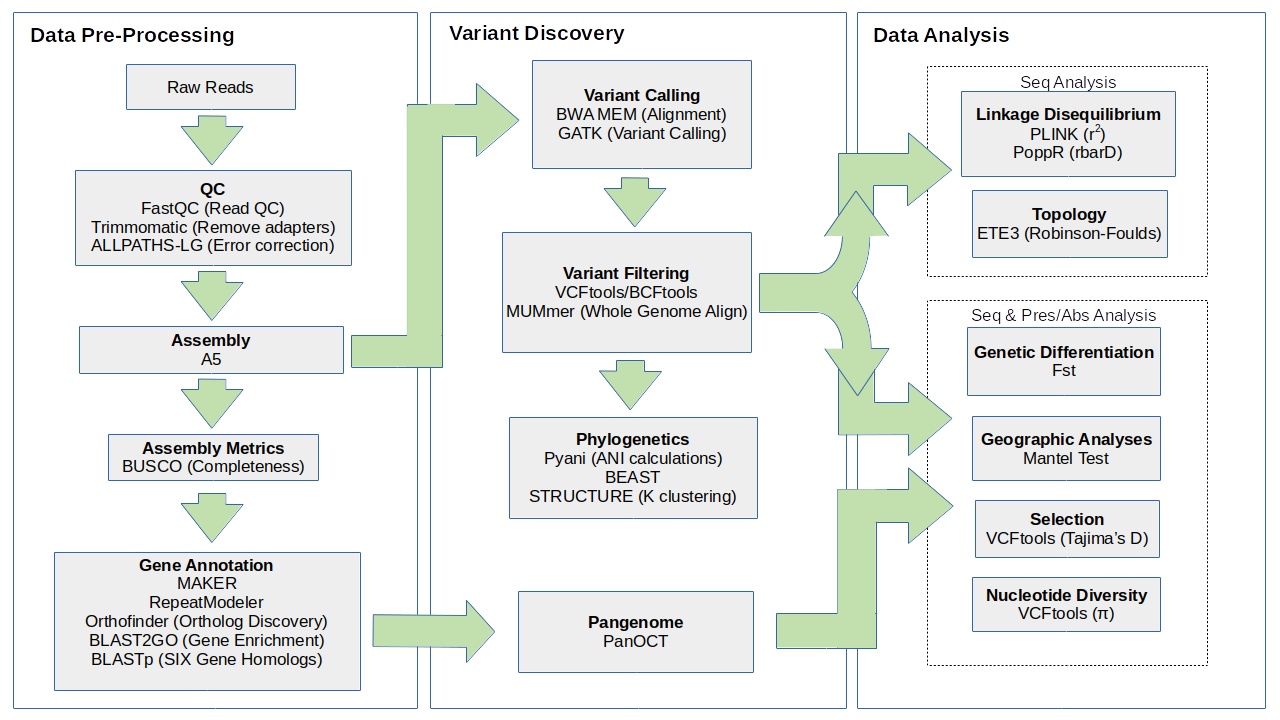 Data Pre-Processing
Raw Reads
QC
FastQC (Read QC)
Trimmomatic (Remove adapters)
ALLPATHS-LG (Error correction)
Assembly
A5
Assembly Metrics
BUSCO (Completeness)
Gene Annotation
MAKER
RepeatModeler
Orthofinder (Ortholog Discovery)
BLAST2GO (Gene Enrichment)
BLASTp (SIX Gene Homologs)
Variant Discovery
Variant Calling
BWA MEM (Alignment)
GATK (Variant Calling)
Variant Filtering
VCFtools/BCFtools
MUMmer (Whole Genome Align)
Phylogenetics
Pyani (ANI calculations)
BEAST
STRUCTURE (K clustering)
Pangenome
PanOCT
Data Analysis
Seq Analysis
Linkage Disequilibrium
PLINK (r²)
PoppR (rbarD)
Topology
ETE3 (Robinson-Foulds)
Seq & Pres/Abs Analysis
Genetic Differentiation
Fst
Geographic Analyses
Mantel Test
Selection
VCFtools (Tajima’s D)
Nucleotide Diversity
VCFtools (π)